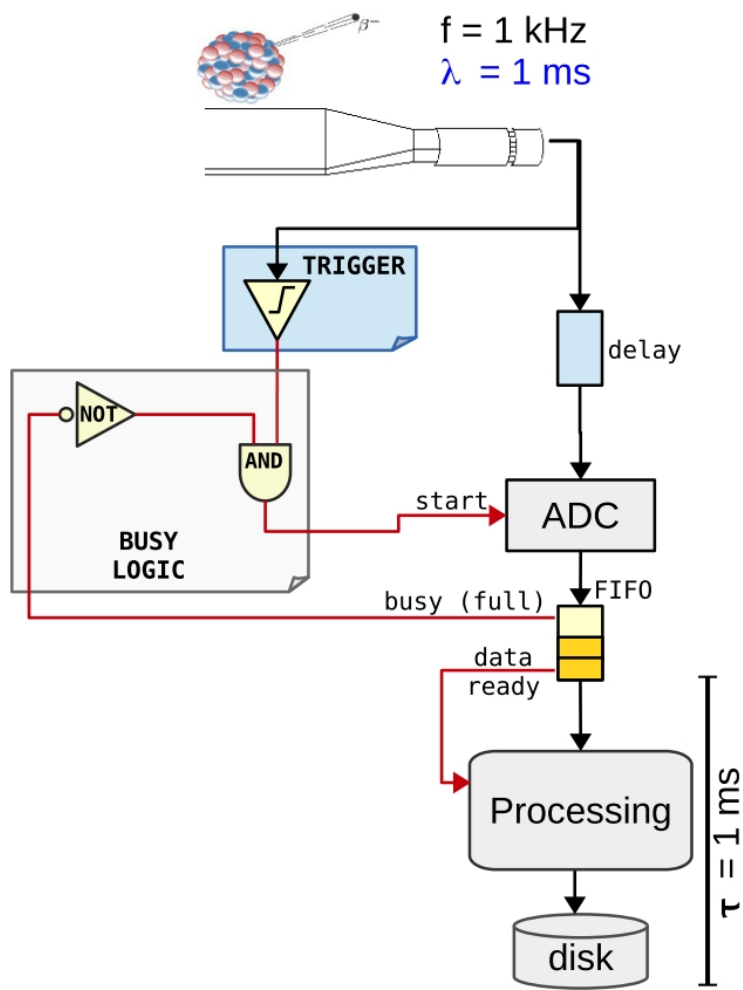 β⁻
f = 1 kHz
λ = 1 ms
TRIGGER
delay
NOT
AND
start
ADC
BUSY
LOGIC
FIFO
busy (full)
data
ready
Processing
τ = 1 ms
disk